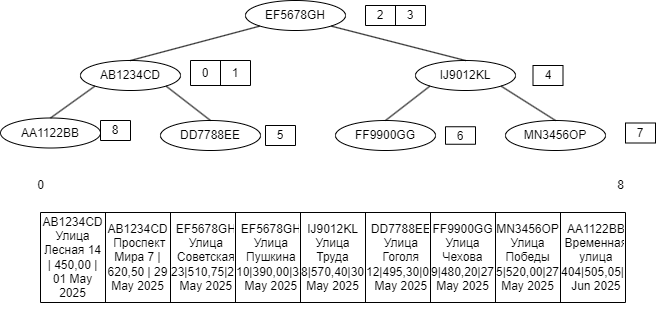 EF5678GH
2 3
AB1234CD
0 1
IJ9012KL
4
AA1122BB
8
DD7788EE
5
FF9900GG
6
MN3456OP
7
0
8
AB1234CD
Улица
Лесная 14
| 450,00 |
01 May
2025
AB1234CD
Проспект
Мира 7 |
620,50 | 29
May 2025
EF5678GH
Улица
Советская
23|510,75|2
May 2025
EF5678GH
Улица
Пушкина
10|390,00|3
May 2025
IJ9012KL
Улица
Труда
8|570,40|30
May 2025
DD7788EE
Улица
Гоголя
12|495,30|0
May 2025
FF9900GG
Улица
Чехова
9|480,20|27
May 2025
MN3456OP
Улица
Победы
5|520,00|27
May 2025
AA1122BB
Временная
улица
404|505,05|
Jun 2025